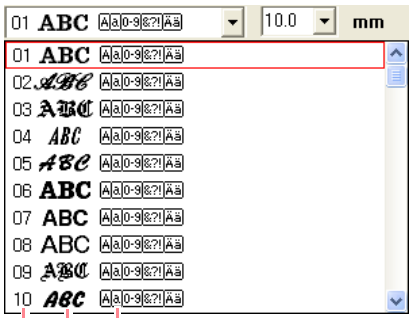 01 ABC Aa0-9&?!Ää 10.0 mm
01 ABC Aa0-9&?!Ää
02 ABC Aa0-9&?!Ää
03 ABC Aa0-9&?!Ää
04 ABC Aa0-9&?!Ää
05 ABC Aa0-9&?!Ää
06 ABC Aa0-9&?!Ää
07 ABC Aa0-9&?!Ää
08 ABC Aa0-9&?!Ää
09 ABC Aa0-9&?!Ää
10 ABC Aa0-9&?!Ää